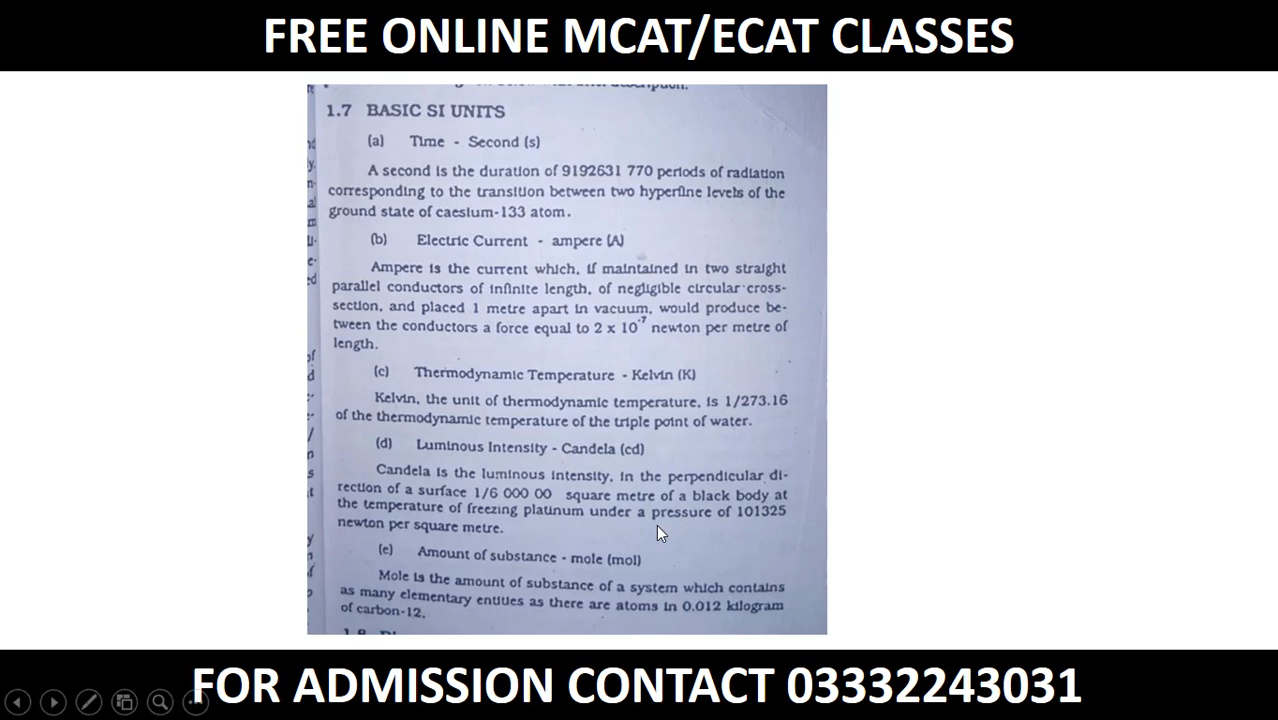 FREE ONLINE MCAT/ECAT CLASSES
description.
1.7 BASIC SI UNITS
(a) Time - Second (s)
A second is the duration of 9192631 770 periods of radiation
corresponding to the transition between two hyperfine levels of the
ground state of caesium-133 atom.
(b) Electric Current - ampere (A)
Ampere is the current which, if maintained in two straight
parallel conductors of infinite length, of negligible circular cross-
section, and placed 1 metre apart in vacuum, would produce be-
tween the conductors a force equal to 2 x 10⁻⁷ newton per metre of
length.
(c) Thermodynamic Temperature - Kelvin (K)
Kelvin, the unit of thermodynamic temperature, is 1/273.16
of the thermodynamic temperature of the triple point of water.
(d) Luminous Intensity - Candela (cd)
Candela is the luminous intensity, in the perpendicular di-
rection of a surface 1/6 000 00 square metre of a black body at
the temperature of freezing platinum under a pressure of 101325
newton per square metre.
(e) Amount of substance - mole (mol)
Mole is the amount of substance of a system which contains
as many elementary entities as there are atoms in 0.012 kilogram
of carbon-12.
FOR ADMISSION CONTACT 03332243031